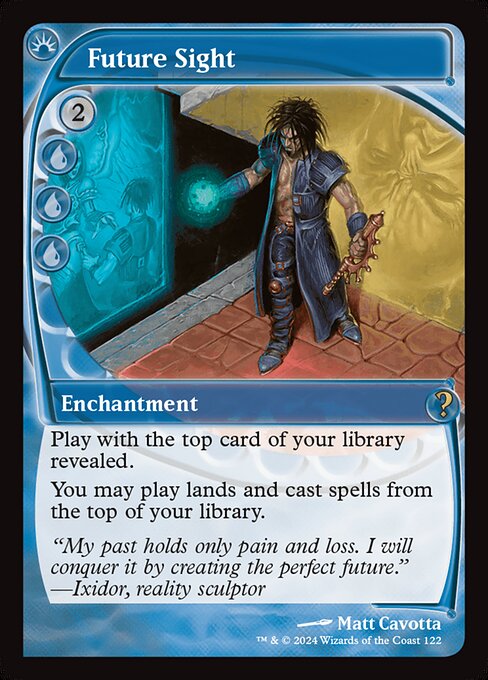 Future Sight
2
Enchantment
?
Play with the top card of your library
revealed.
You may play lands and cast spells from
the top of your library.
“My past holds only pain and loss. I will
conquer it by creating the perfect future.”
—Ixidor, reality sculptor
Matt Cavotta
™ & © 2024 Wizards of the Coast 122